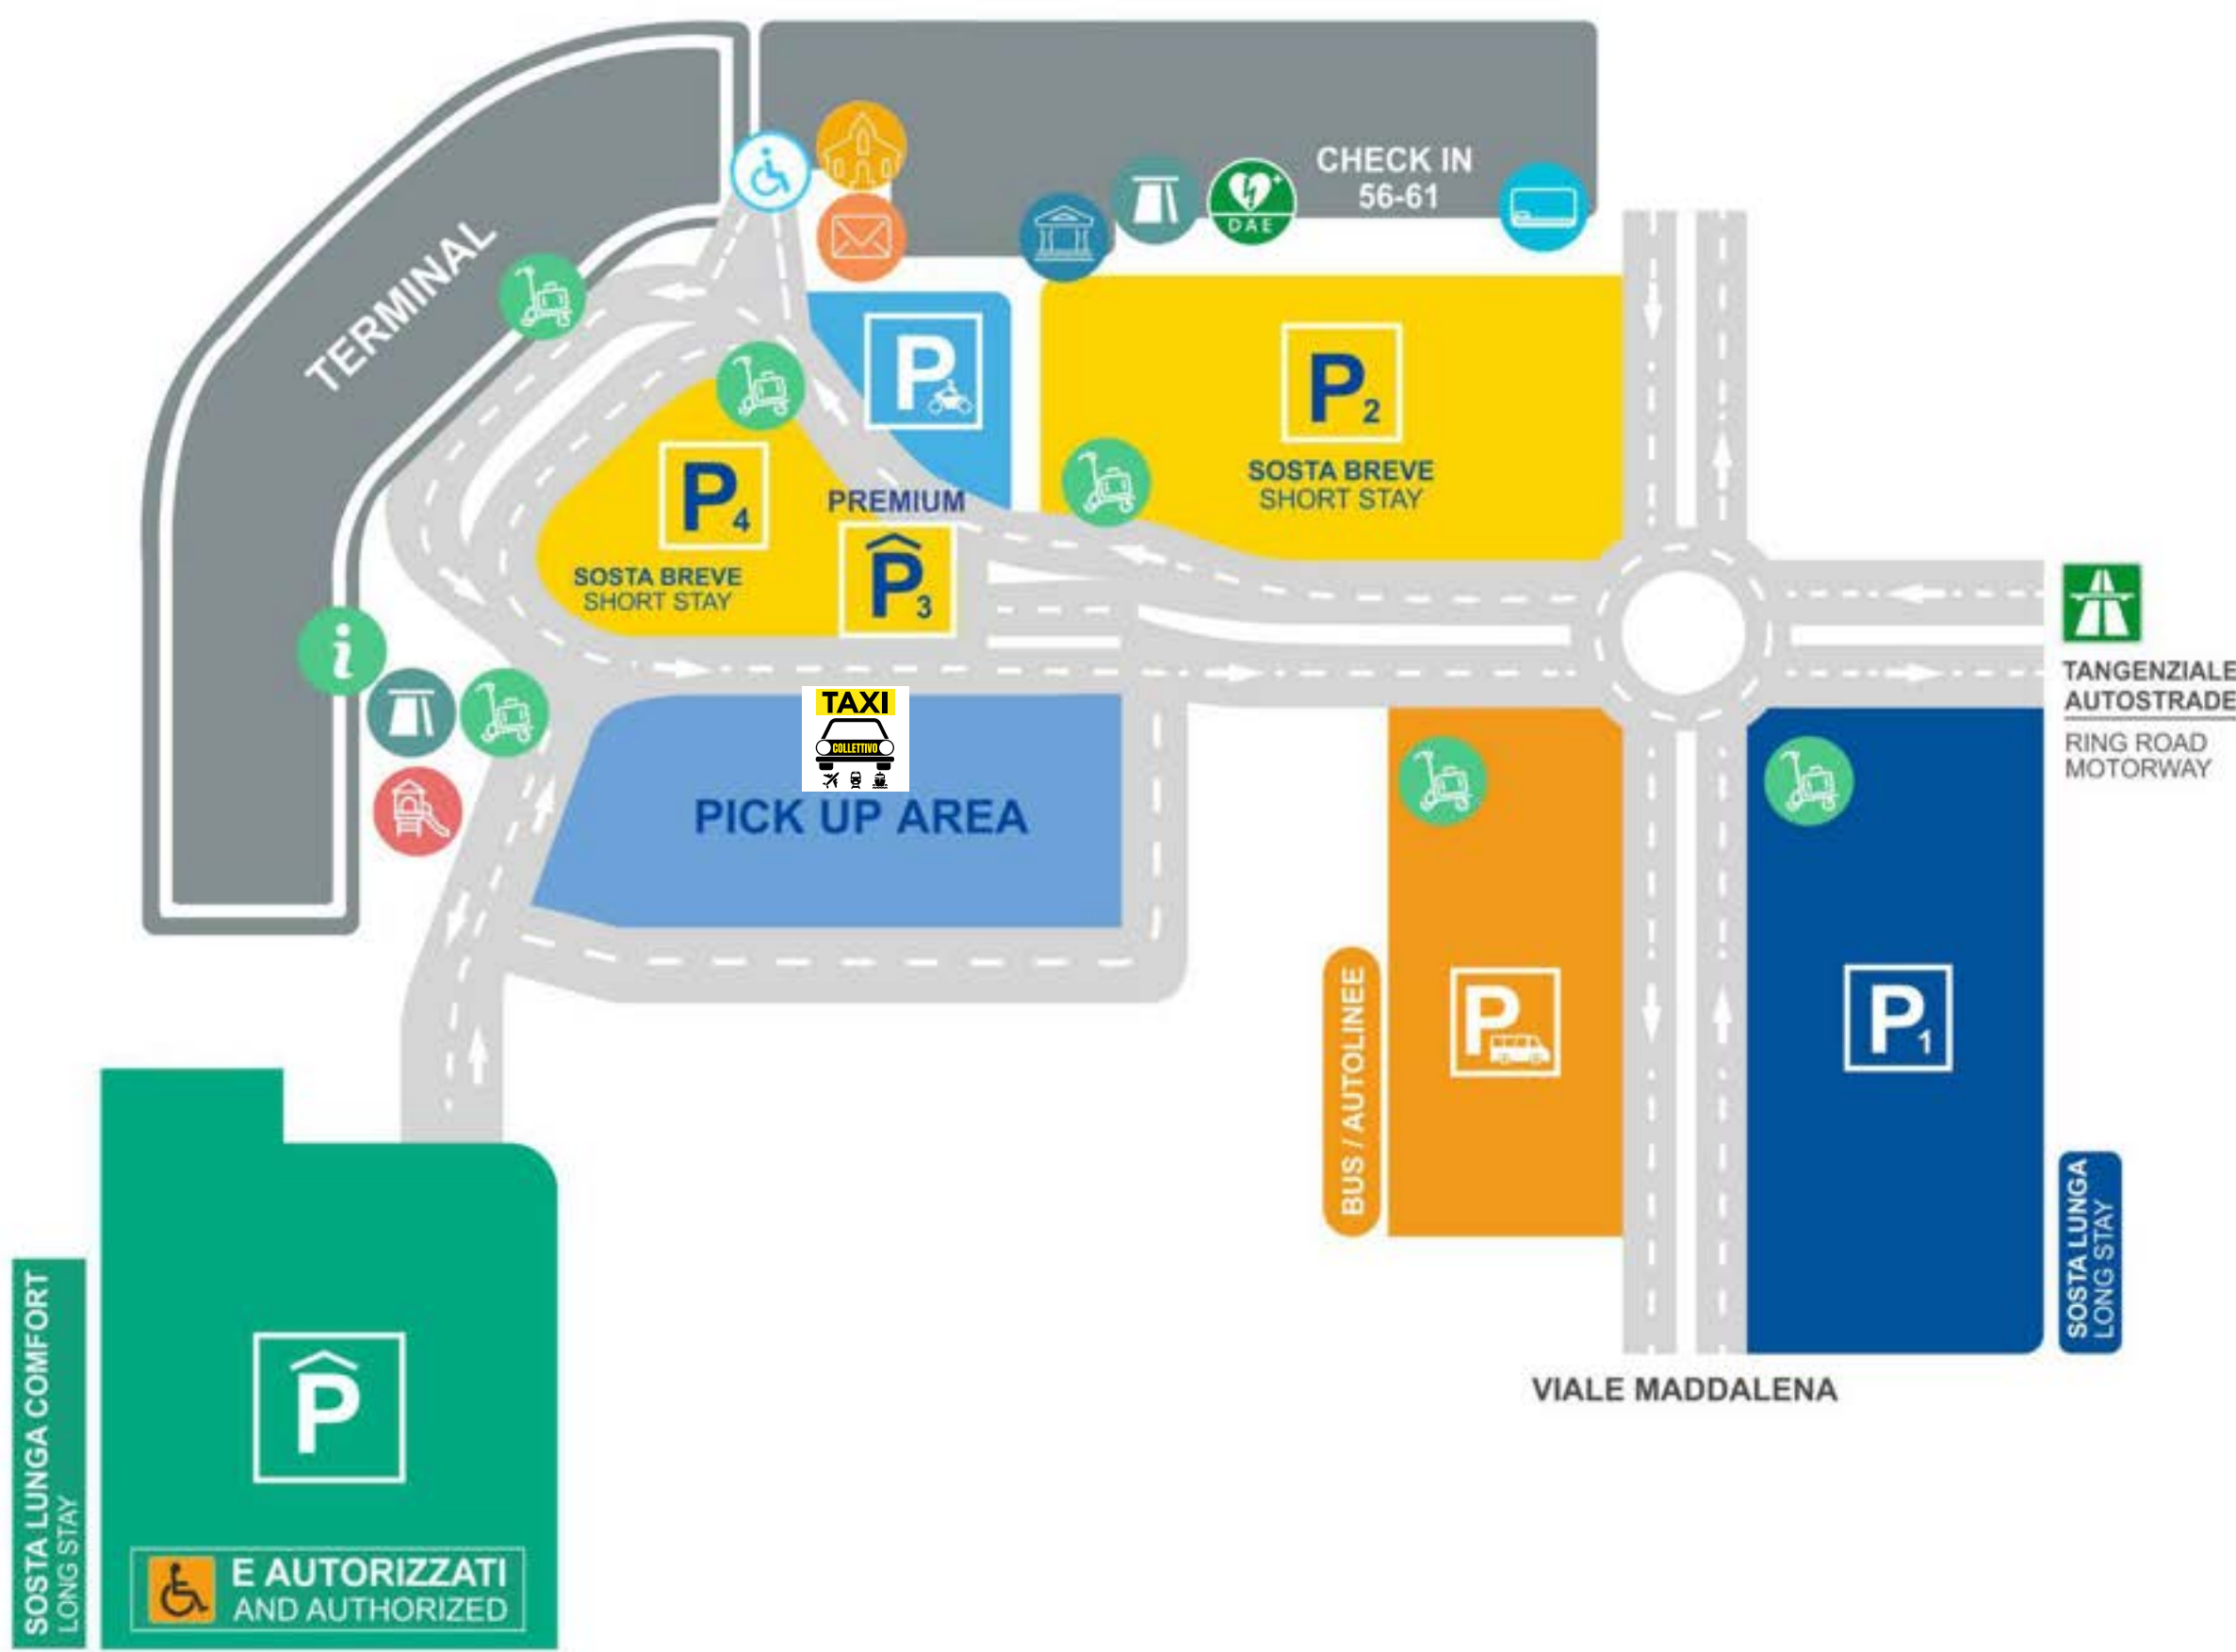 CHECK IN
56-61
DAE
TERMINAL
P
P2
SOSTA BREVE
SHORT STAY
P4
SOSTA BREVE
SHORT STAY
PREMIUM
P3
TANGENZIALE
AUTOSTRADE
RING ROAD
MOTORWAY
i
TAXI
COLLETTIVO
PICK UP AREA
BUS / AUTOLINEE
P
P1
SOSTA LUNGA
LONG STAY
VIALE MADDALENA
SOSTA LUNGA COMFORT
LONG STAY
P
E AUTORIZZATI
AND AUTHORIZED